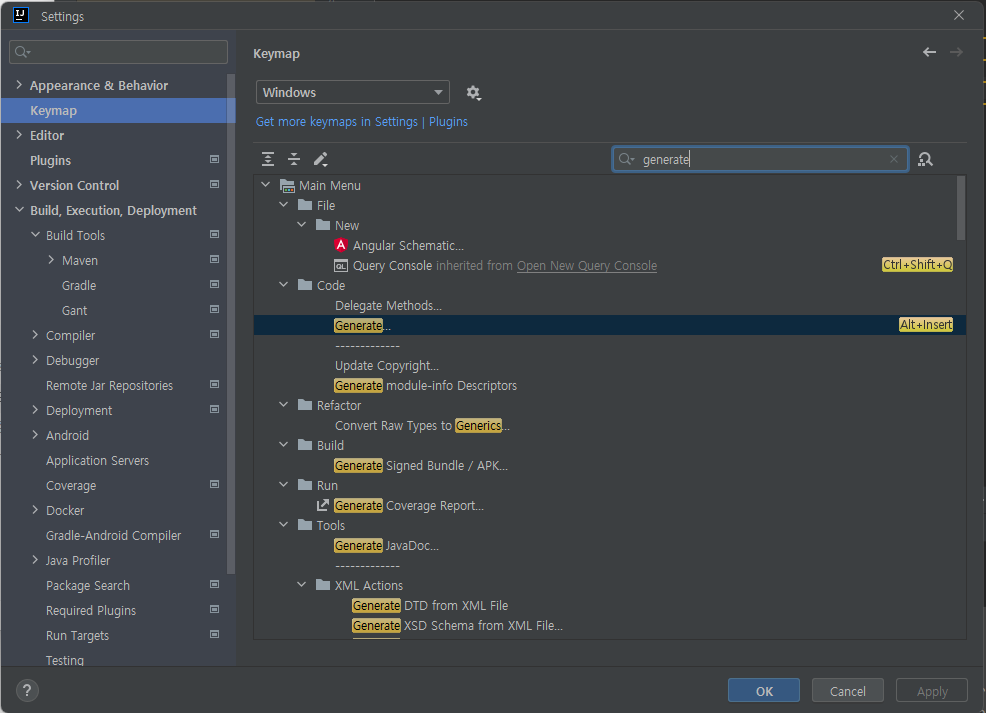 IJ
Settings
Appearance & Behavior
Keymap
Editor
Plugins
Version Control
Build, Execution, Deployment
Build Tools
Maven
Gradle
Gant
Compiler
Debugger
Remote Jar Repositories
Deployment
Android
Application Servers
Coverage
Docker
Gradle-Android Compiler
Java Profiler
Package Search
Required Plugins
Run Targets
Testing
Keymap
Windows
Get more keymaps in Settings | Plugins
generate
Main Menu
File
New
A Angular Schematic...
QL Query Console inherited from Open New Query Console Ctrl+Shift+Q
Code
Delegate Methods...
Generate... Alt+Insert
-------------
Update Copyright...
Generate module-info Descriptors
Refactor
Convert Raw Types to Generics...
Build
Generate Signed Bundle / APK...
Run
Generate Coverage Report...
Tools
Generate JavaDoc...
-------------
XML Actions
Generate DTD from XML File
Generate XSD Schema from XML File...
?
OK Cancel Apply